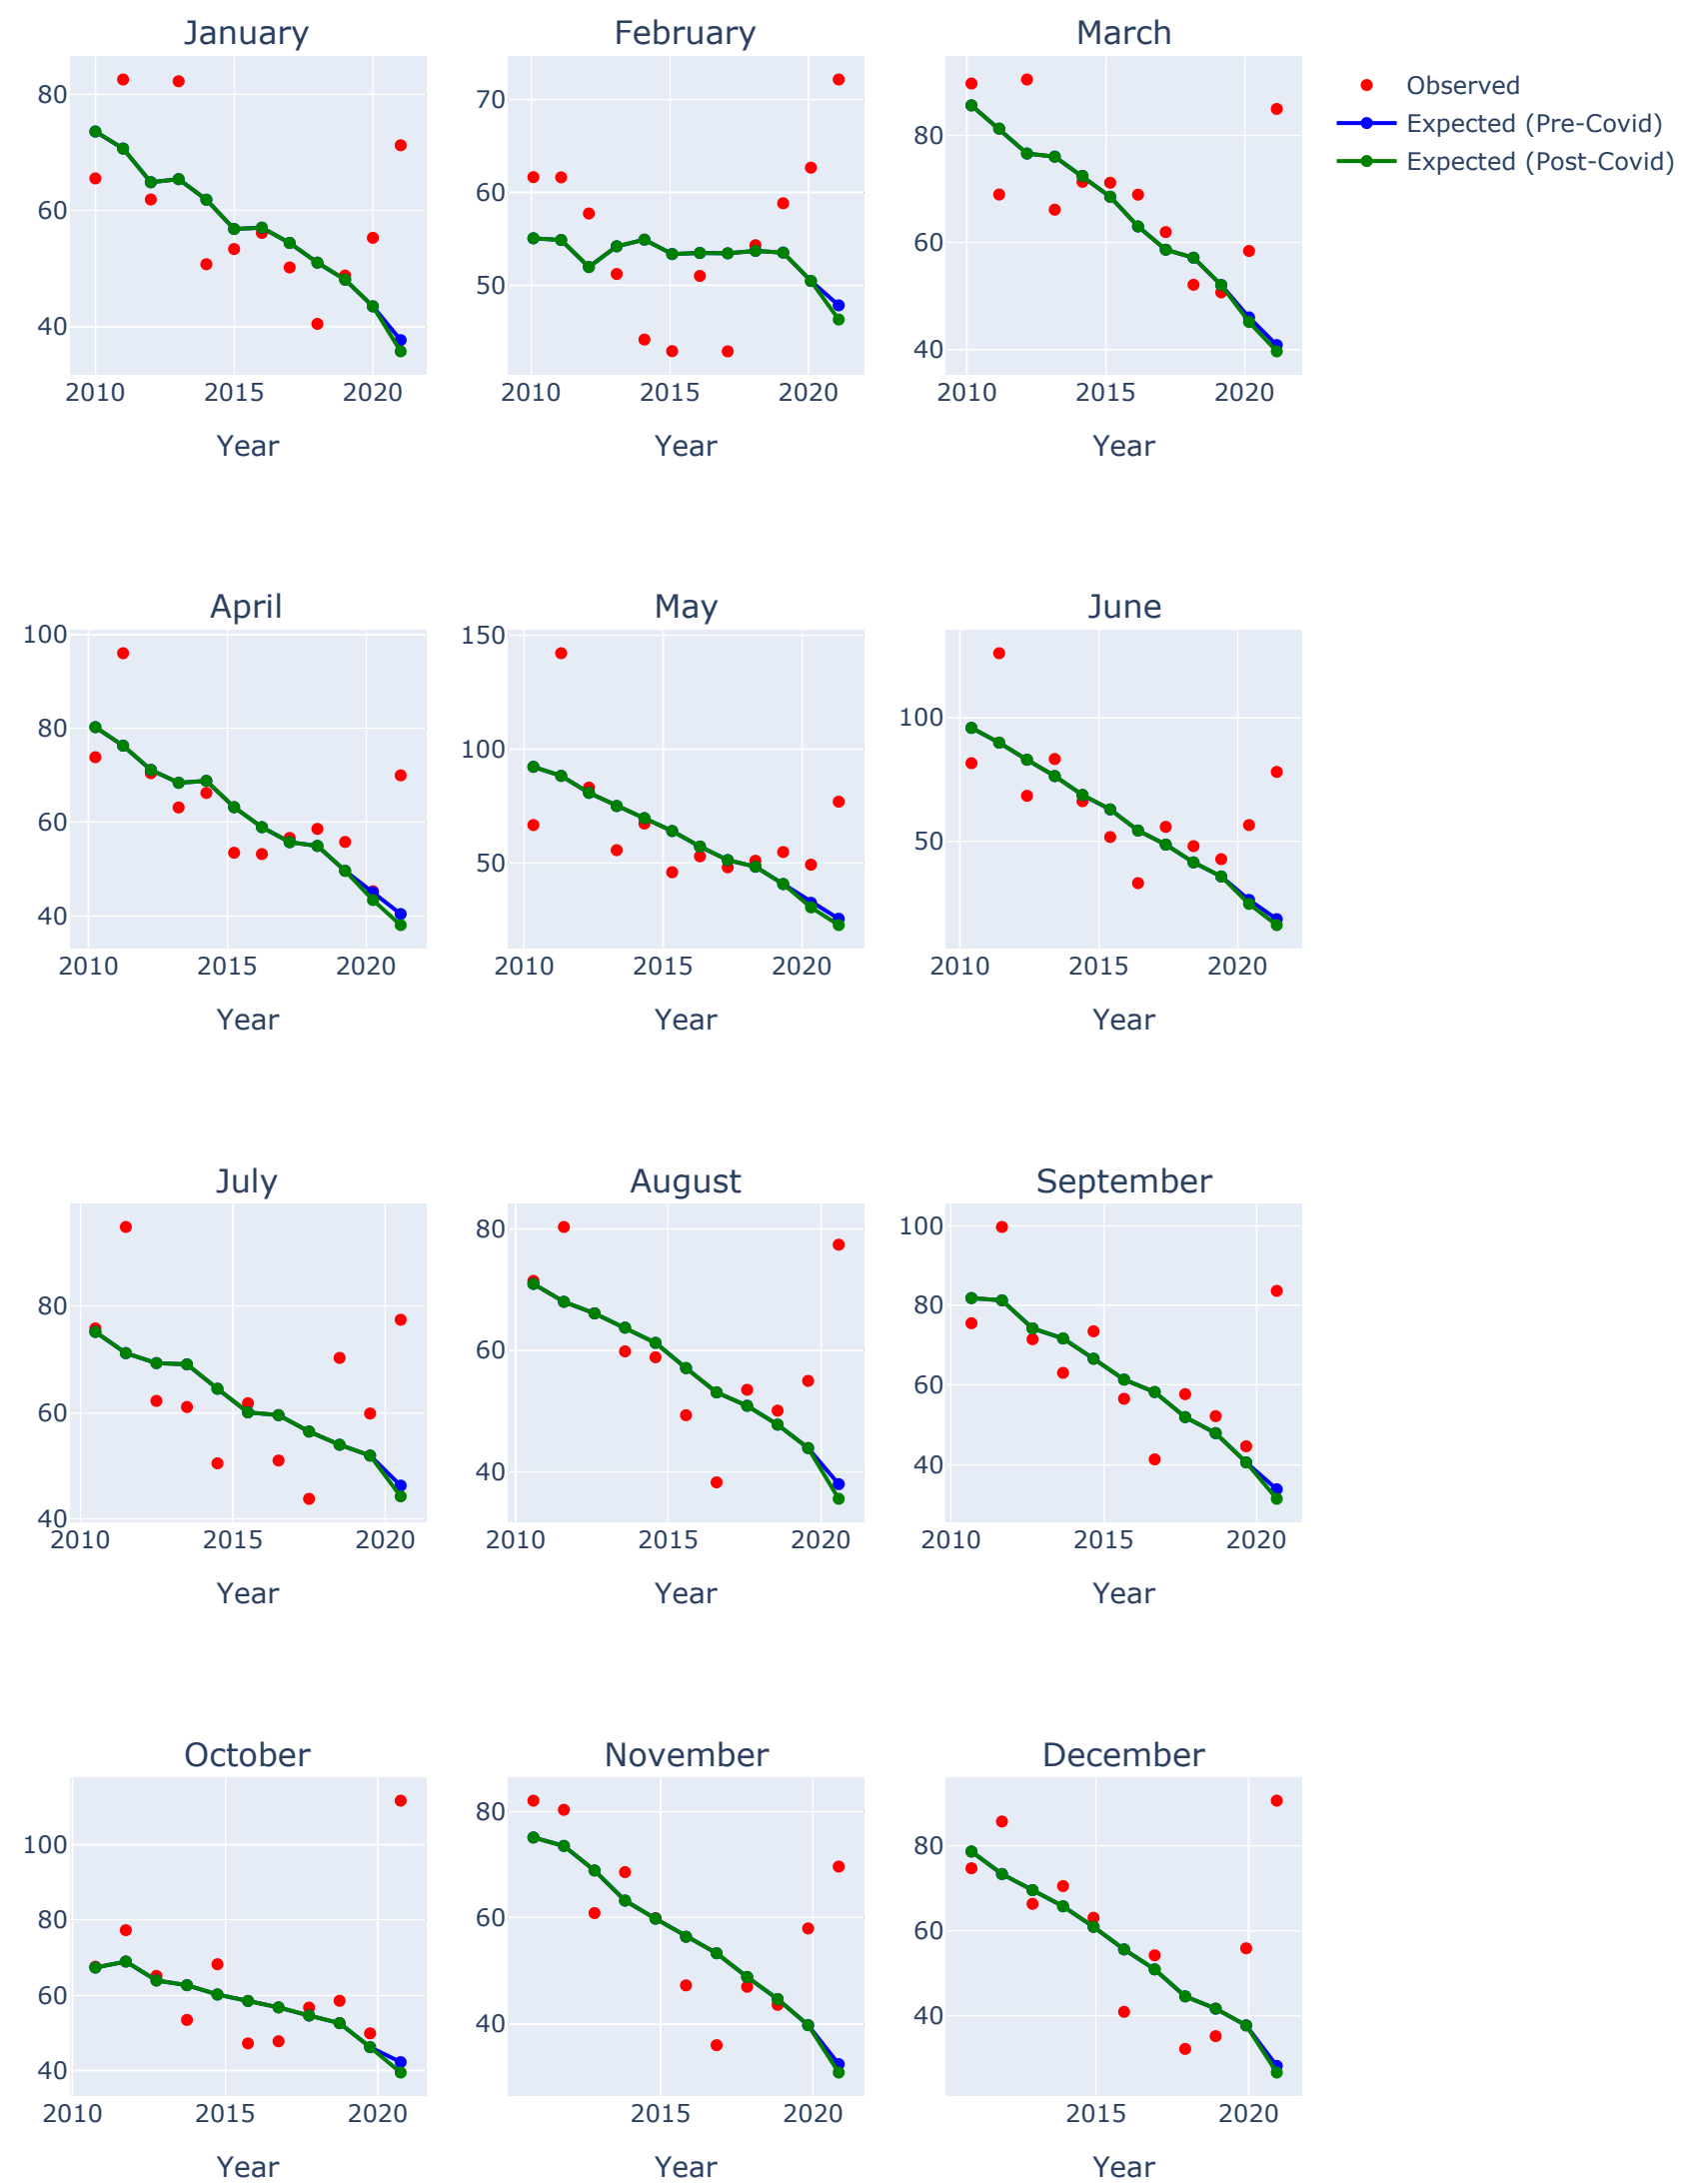 January February March
80
60
40
2010 2015 2020
Year
70
60
50
2010 2015 2020
Year
80
60
40
2010 2015 2020
Year
Observed
Expected (Pre-Covid)
Expected (Post-Covid)
April May June
100
80
60
40
2010 2015 2020
Year
150
100
50
2010 2015 2020
Year
100
50
2010 2015 2020
Year
July August September
80
60
40
2010 2015 2020
Year
80
60
40
2010 2015 2020
Year
100
80
60
40
2010 2015 2020
Year
October November December
100
80
60
40
2010 2015 2020
Year
80
60
40
2015 2020
Year
80
60
40
2015 2020
Year